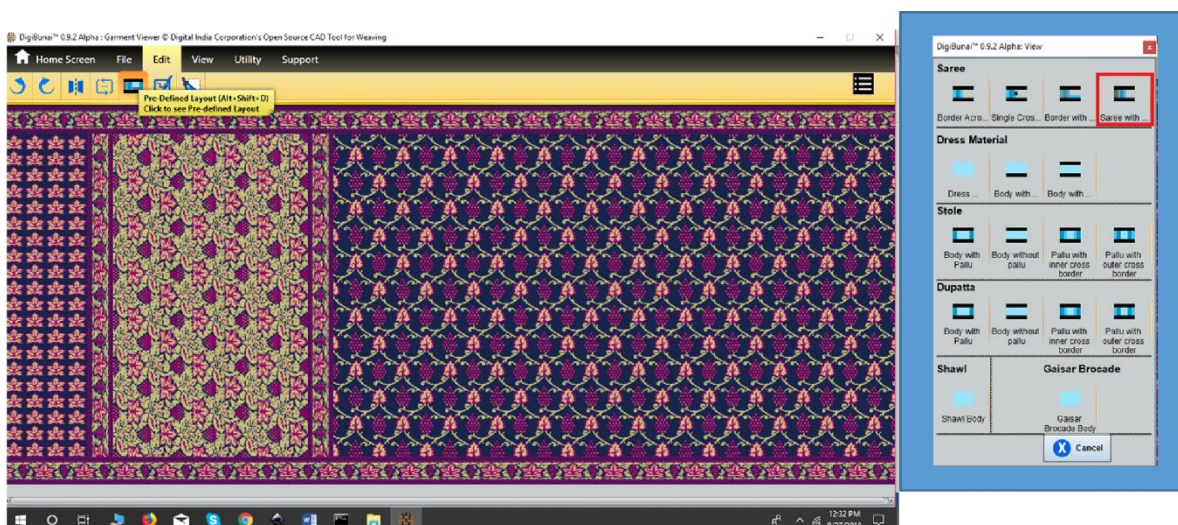 DigiBunai™ 0.9.2 Alpha : Garment Viewer © Digital India Corporation's Open Source CAD Tool for Weaving
Home Screen File Edit View Utility Support
Pre-Defined Layout (Alt+Shift+D)
Click to see Pre-defined Layout
12:32 PM
DigiBunai™ 0.9.2 Alpha: View
Saree
Border Acro... Single Cros... Border with ... Saree with ...
Dress Material
Dress ... Body with ... Body with ...
Stole
Body with Pallu
Body without pallu
Pallu with inner cross border
Pallu with outer cross border
Dupatta
Body with Pallu
Body without pallu
Pallu with inner cross border
Pallu with outer cross border
Shawl Gaisar Brocade
Shawl Body
Gaisar Brocade Body
Cancel